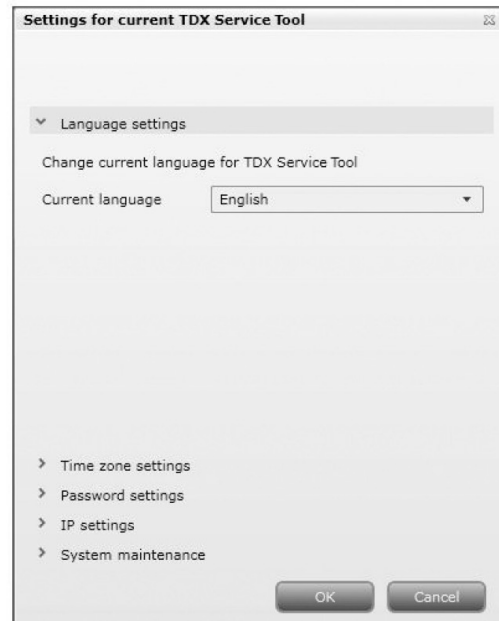 Settings for current TDX Service Tool
Language settings
Change current language for TDX Service Tool
Current language English
Time zone settings
Password settings
IP settings
System maintenance
OK Cancel